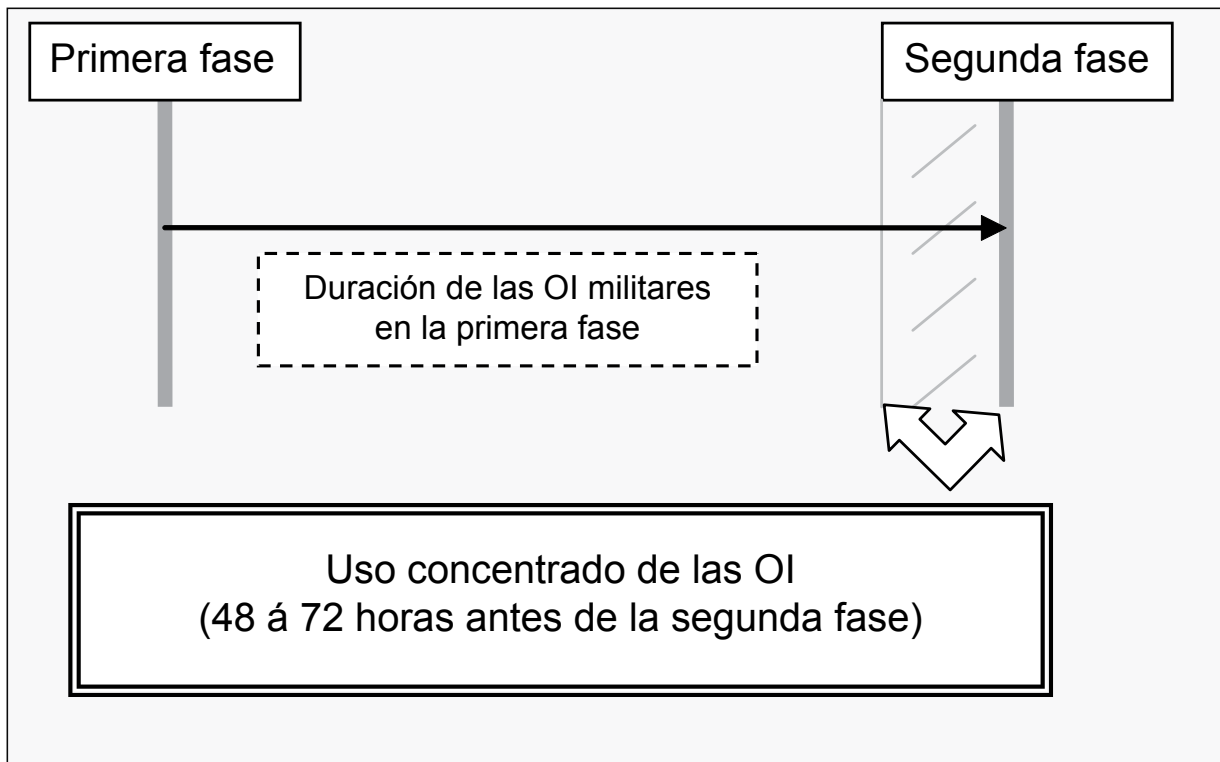 Primera fase
Segunda fase
Duración de las OI militares
en la primera fase
Uso concentrado de las OI
(48 á 72 horas antes de la segunda fase)